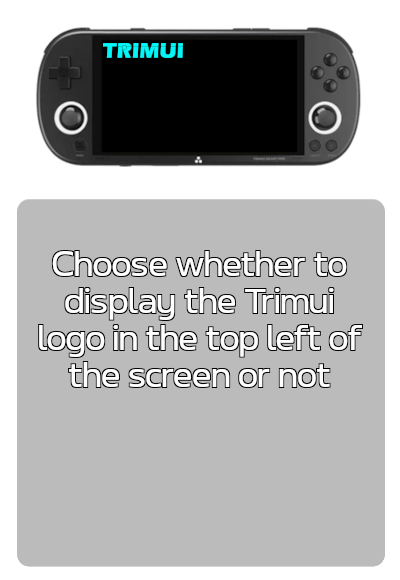 TRIMUI
Choose whether to
display the Trimui
logo in the top left of
the screen or not